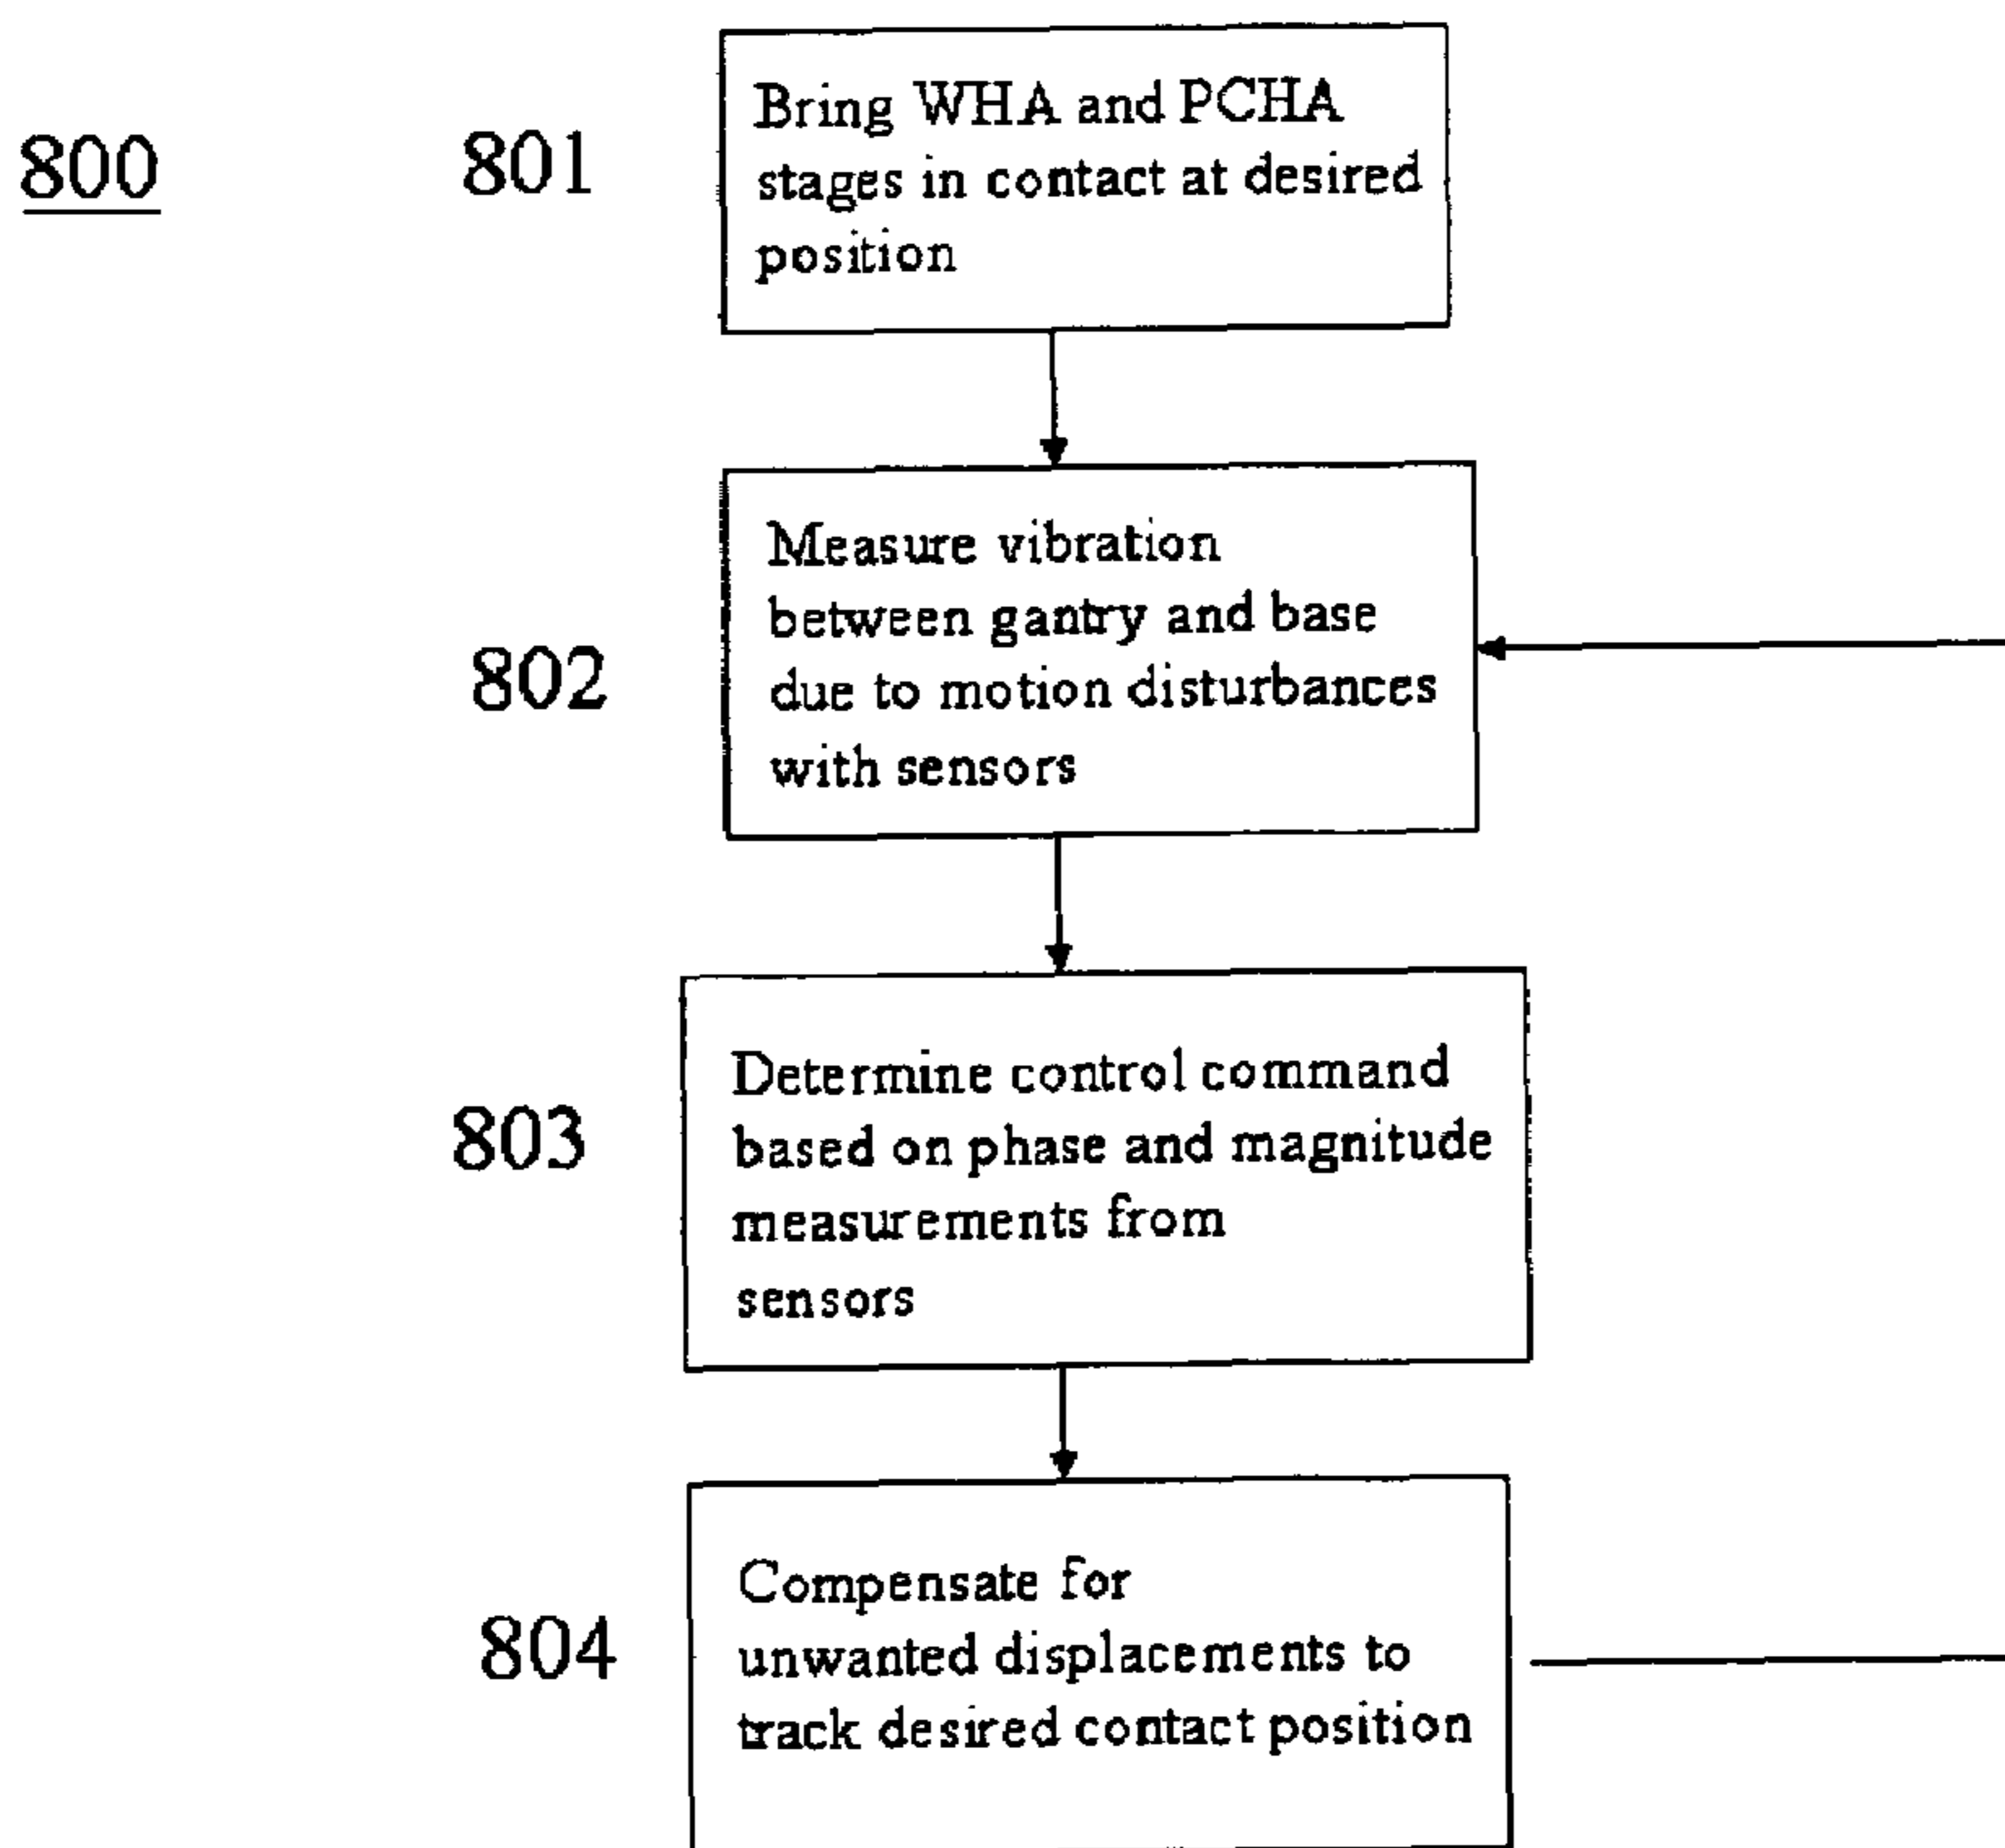 800
801
Bring WHA and PCHA
stages in contact at desired
position
802
Measure vibration
between gantry and base
due to motion disturbances
with sensors
803
Determine control command
based on phase and magnitude
measurements from
sensors
804
Compensate for
unwanted displacements to
track desired contact position